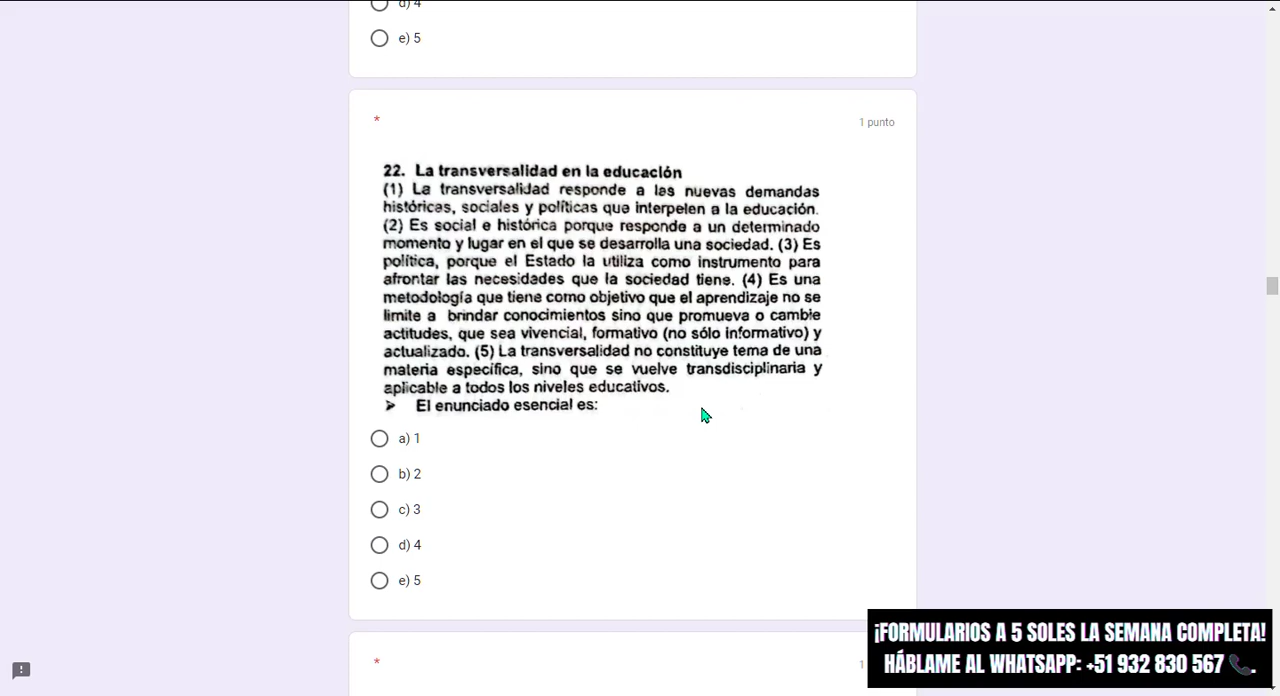 d) 4
e) 5
*
1 punto
22. La transversalidad en la educación
(1) La transversalidad responde a las nuevas demandas
históricas, sociales y políticas que interpelen a la educación.
(2) Es social e histórica porque responde a un determinado
momento y lugar en el que se desarrolla una sociedad. (3) Es
política, porque el Estado la utiliza como instrumento para
afrontar las necesidades que la sociedad tiene. (4) Es una
metodología que tiene como objetivo que el aprendizaje no se
limite a brindar conocimientos sino que promueva o cambie
actitudes, que sea vivencial, formativo (no sólo informativo) y
actualizado. (5) La transversalidad no constituye tema de una
materia específica, sino que se vuelve transdisciplinaria y
aplicable a todos los niveles educativos.
➤ El enunciado esencial es:
a) 1
b) 2
c) 3
d) 4
e) 5
*
1
¡FORMULARIOS A 5 SOLES LA SEMANA COMPLETA!
HÁBLAME AL WHATSAPP: +51 932 830 567 📞.